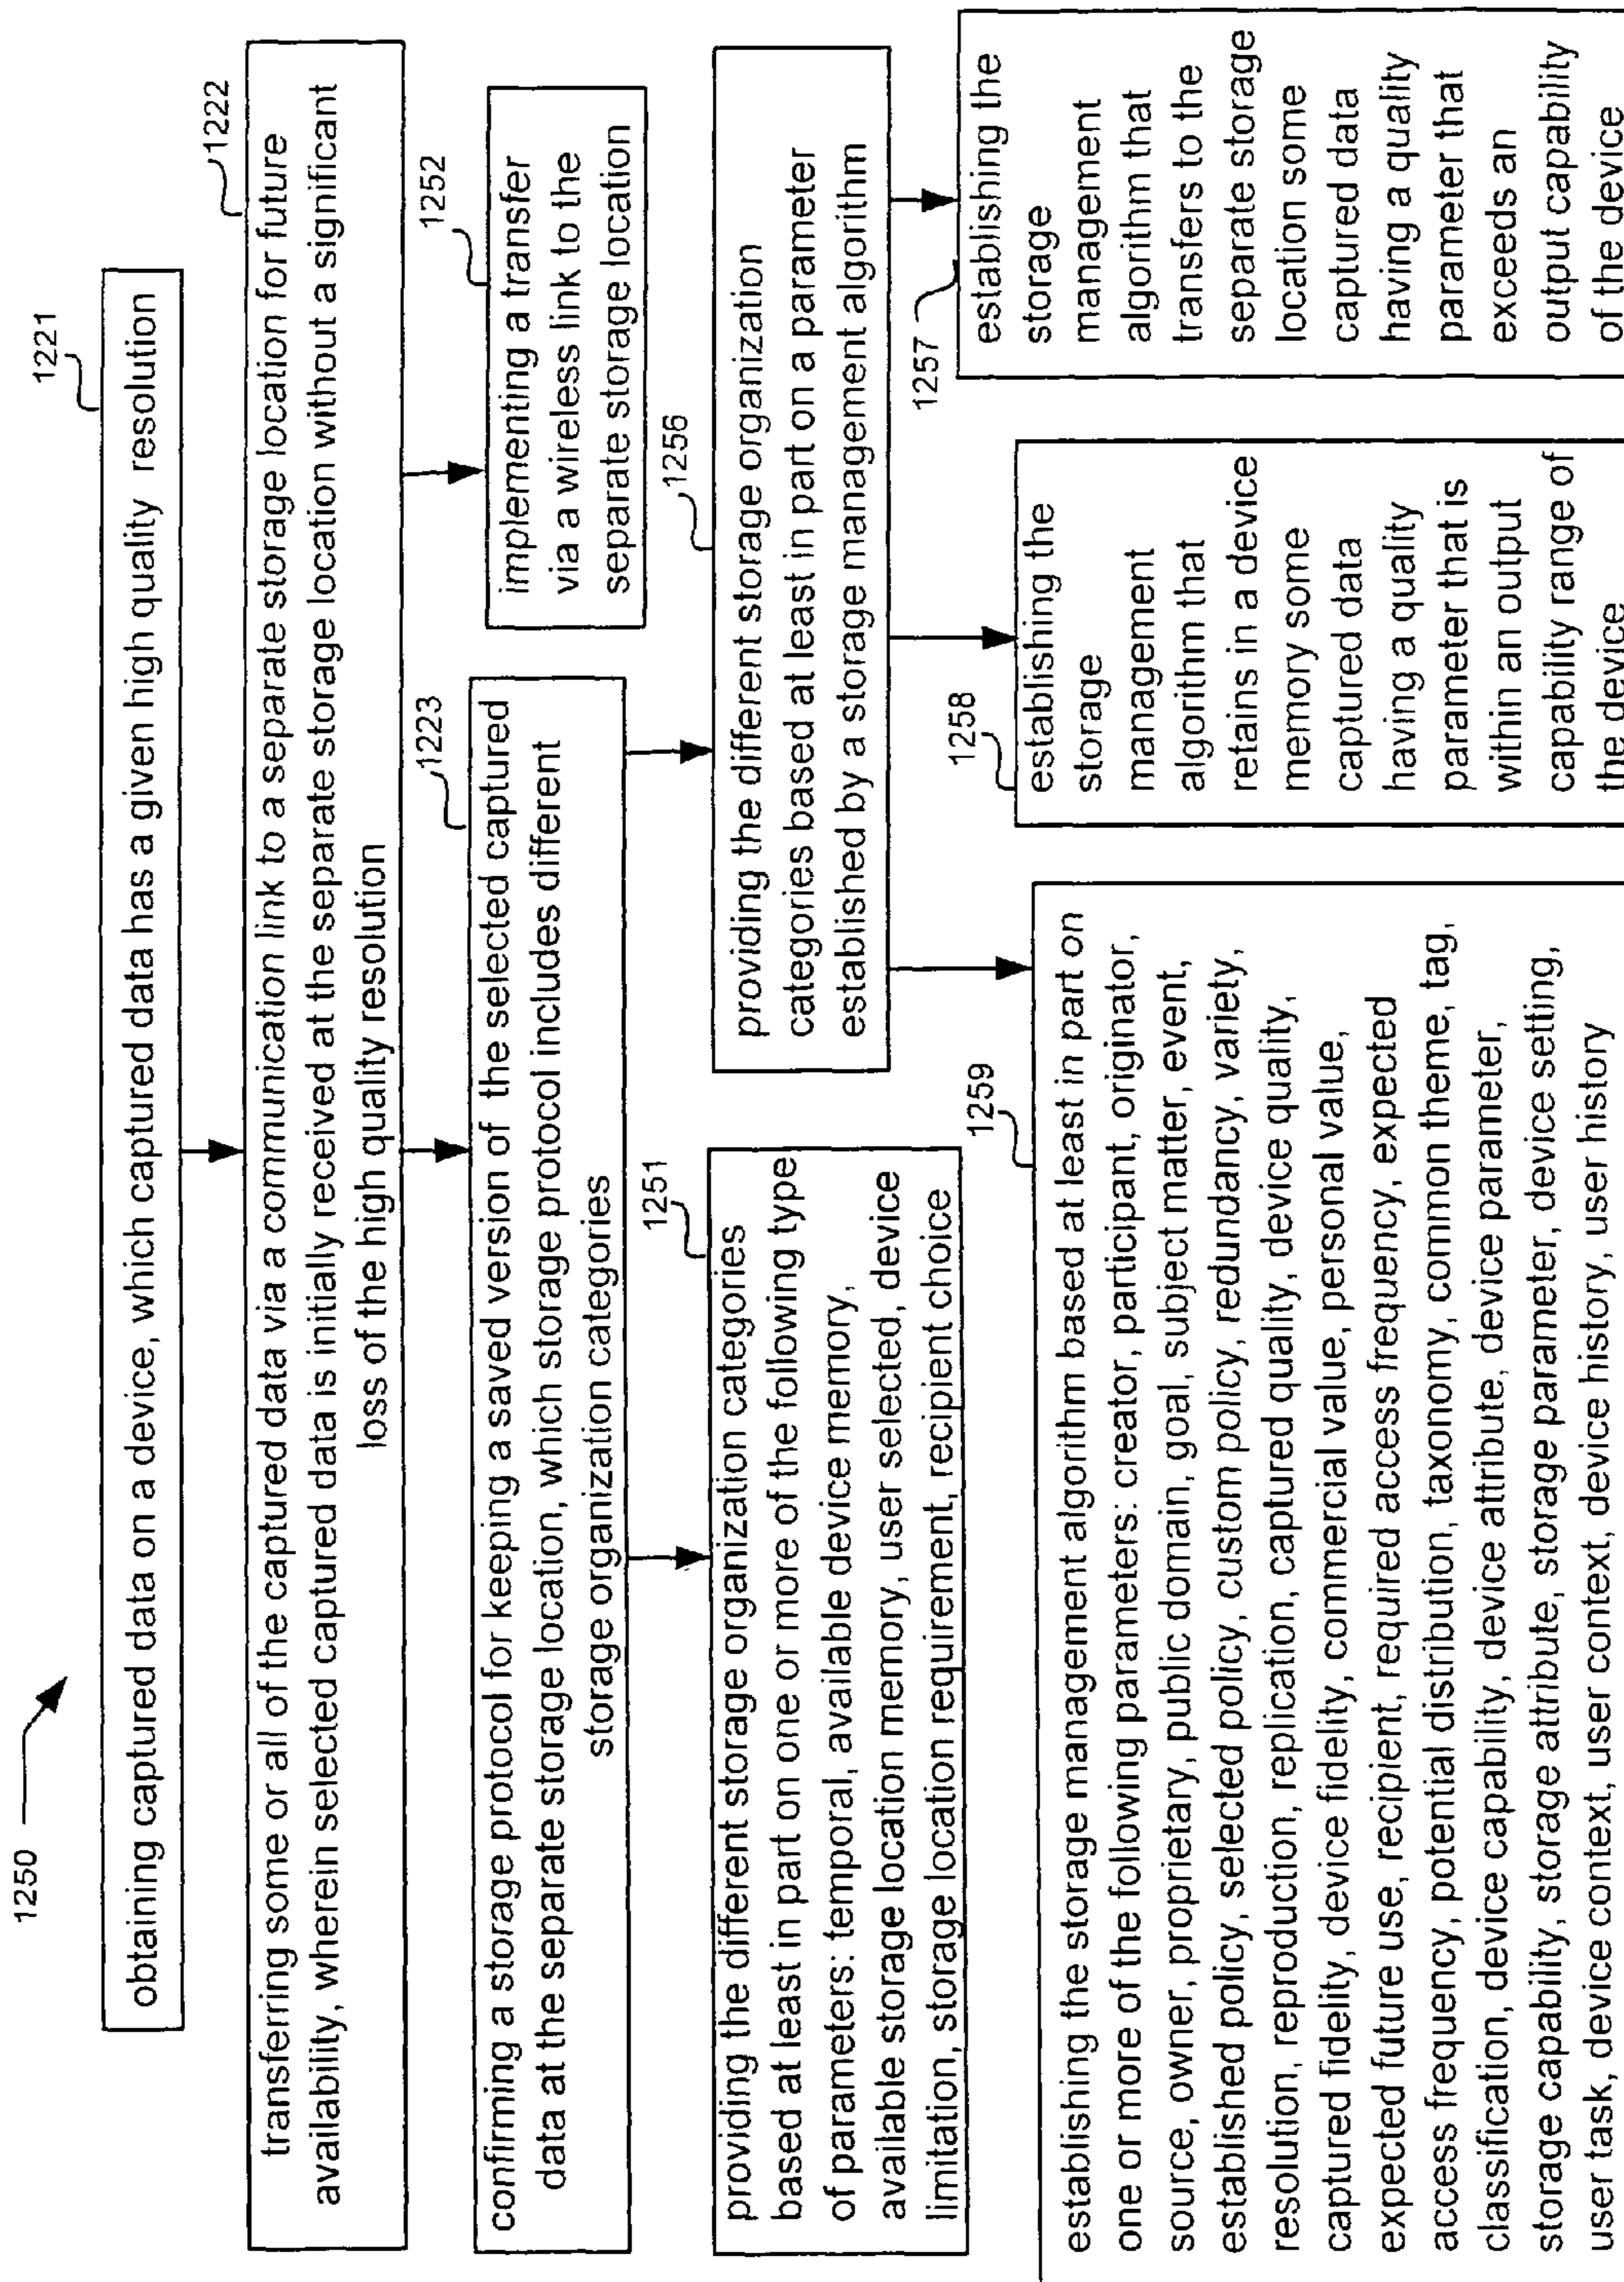 1250
1221
obtaining captured data on a device, which captured data has a given high quality resolution
1222
transferring some or all of the captured data via a communication link to a separate storage location for future
availability, wherein selected captured data is initially received at the separate storage location without a significant
loss of the high quality resolution
1223
confirming a storage protocol for keeping a saved version of the selected captured
data at the separate storage location, which storage protocol includes different
storage organization categories
1252
implementing a transfer
via a wireless link to the
separate storage location
1251
providing the different storage organization categories
based at least in part on one or more of the following type
of parameters: temporal, available device memory,
available storage location memory, user selected, device
limitation, storage location requirement, recipient choice
1256
providing the different storage organization
categories based at least in part on a parameter
established by a storage management algorithm
1259
establishing the storage management algorithm based at least in part on
one or more of the following parameters: creator, participant, originator,
source, owner, proprietary, public domain, goal, subject matter, event,
established policy, selected policy, custom policy, redundancy, variety,
resolution, reproduction, replication, captured quality, device quality,
captured fidelity, device fidelity, commercial value, personal value,
expected future use, recipient, required access frequency, expected
access frequency, potential distribution, taxonomy, common theme, tag,
classification, device capability, device attribute, device parameter,
storage capability, storage attribute, storage parameter, device setting,
user task, device context, user context, device history, user history
1258
establishing the
storage
management
algorithm that
retains in a device
memory some
captured data
having a quality
parameter that is
within an output
capability range of
the device
1257
establishing the
storage
management
algorithm that
transfers to the
separate storage
location some
captured data
having a quality
parameter that
exceeds an
output capability
of the device